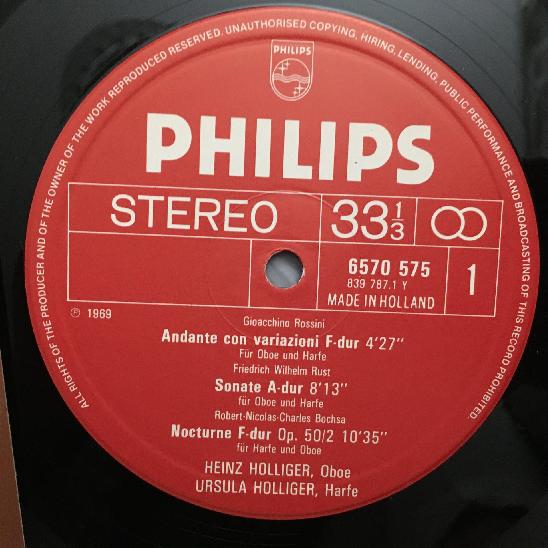 ALL RIGHTS OF THE PRODUCER AND OF THE OWNER OF THE WORK REPRODUCED RESERVED. UNAUTHORISED COPYING, HIRING, LENDING, PUBLIC PERFORMANCE AND BROADCASTING OF THIS RECORD PROHIBITED
PHILIPS
PHILIPS
STEREO 33 1/3
6570 575 1
839 787.1 Y
MADE IN HOLLAND
℗ 1969
Gioacchino Rossini
Andante con variazioni F-dur 4'27"
Für Oboe und Harfe
Friedrich Wilhelm Rust
Sonate A-dur 8'13"
für Oboe und Harfe
Robert-Nicolas-Charles Bochsa
Nocturne F-dur Op. 50/2 10'35"
für Harfe und Oboe
HEINZ HOLLIGER, Oboe
URSULA HOLLIGER, Harfe